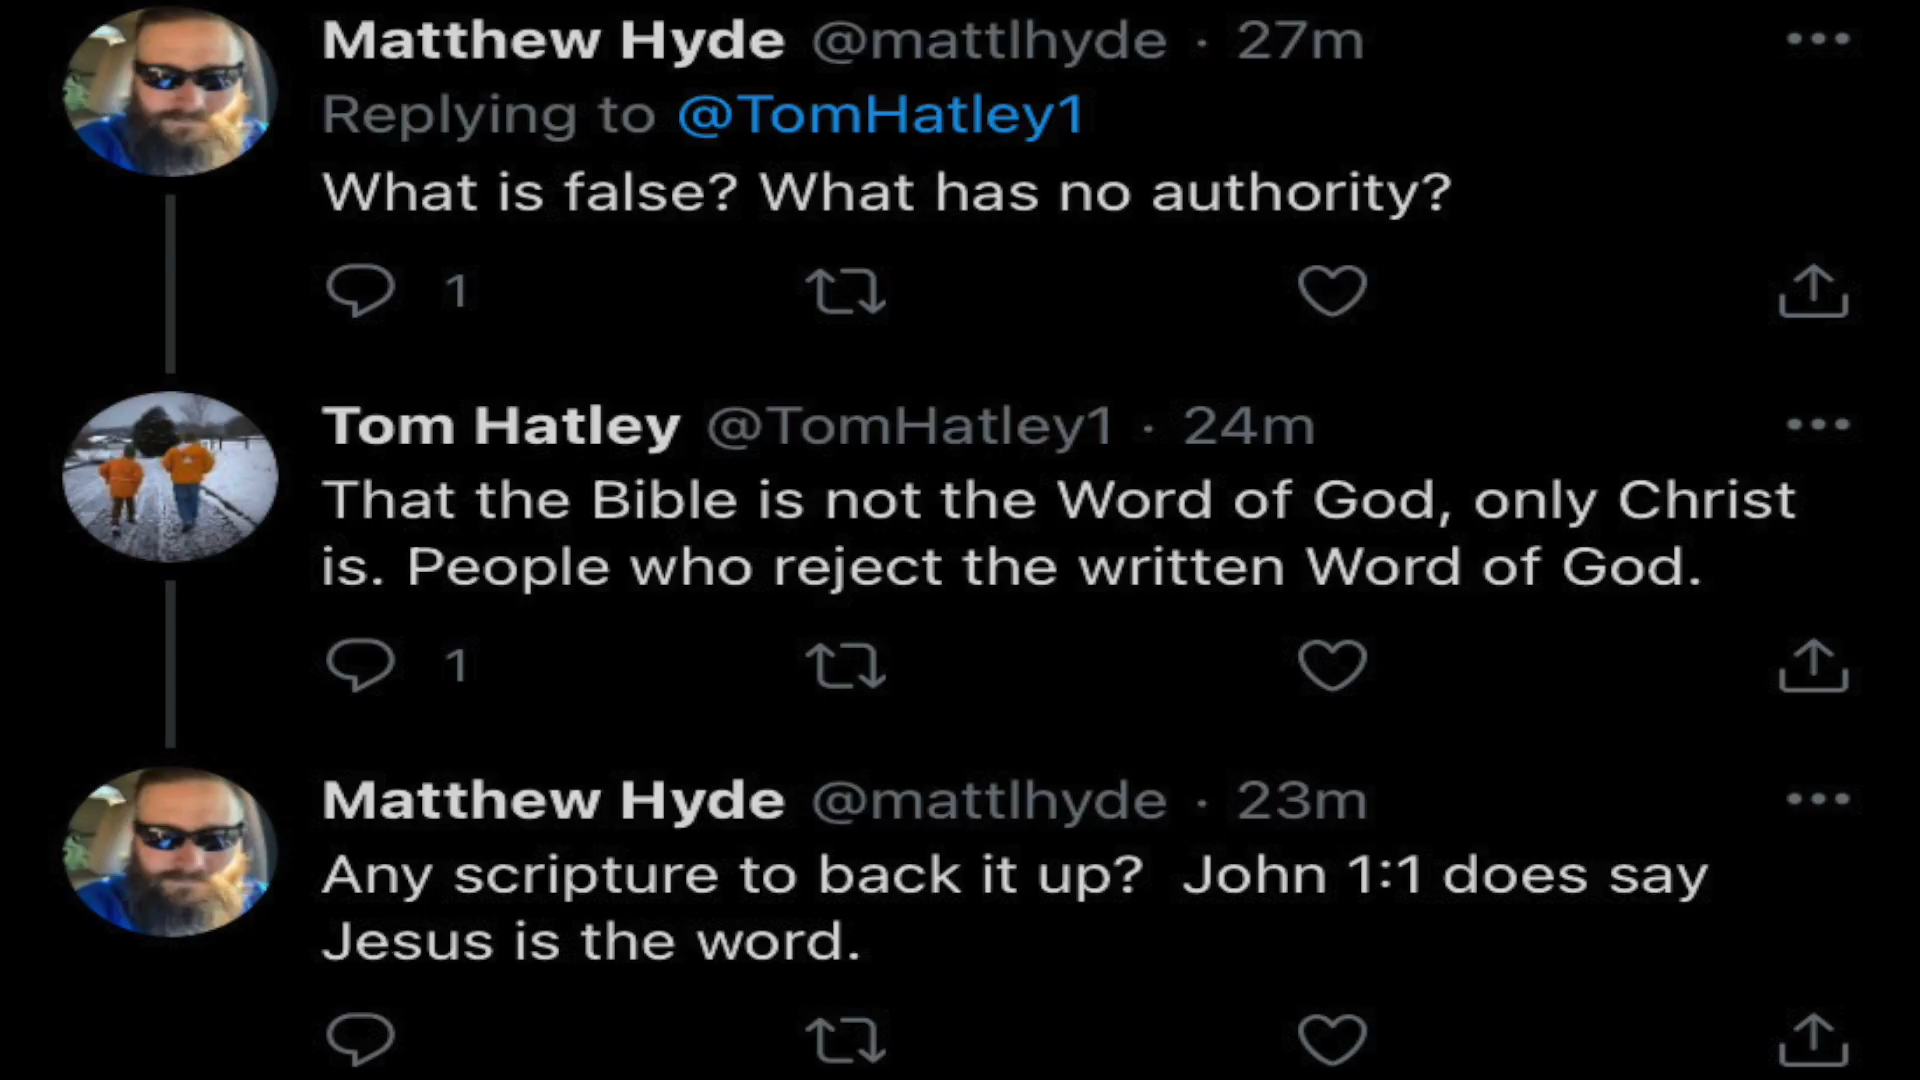 Matthew Hyde @mattlhyde · 27m
Replying to @TomHatley1
What is false? What has no authority?
1
Tom Hatley @TomHatley1 · 24m
That the Bible is not the Word of God, only Christ
is. People who reject the written Word of God.
1
Matthew Hyde @mattlhyde · 23m
Any scripture to back it up?  John 1:1 does say
Jesus is the word.